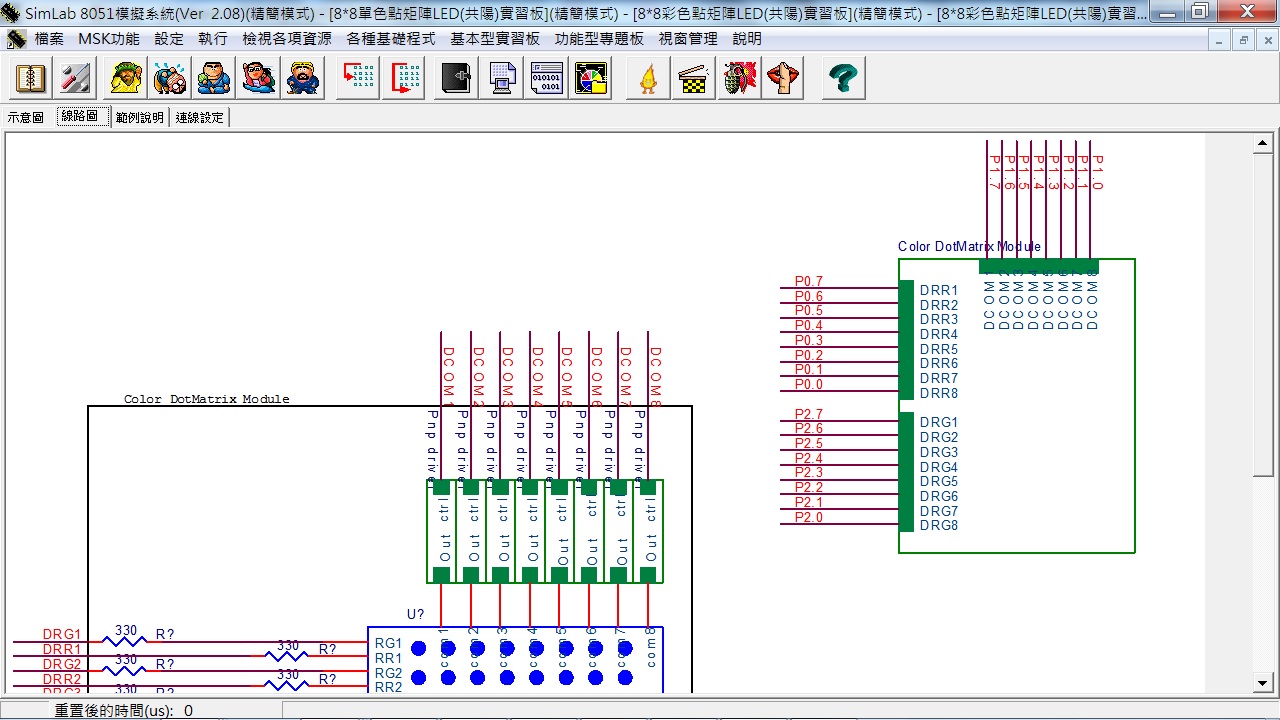 SimLab 8051模擬系統(Ver 2.08)(精簡模式) - [8*8單色點矩陣LED(共陽)實習板](精簡模式) - [8*8彩色點矩陣LED(共陽)實習板](精簡模式) - [8*8彩色點矩陣LED(共陽)實習...
檔案 MSK功能 設定 執行 檢視各項資源 各種基礎程式 基本型實習板 功能型專題板 視窗管理 說明
010101
0101
示意圖 線路圖 範例說明 連線設定
P1.7 P1.6 P1.5 P1.4 P1.3 P1.2 P1.1 P1.0
Color DotMatrix Module
DCOM1 DCOM2 DCOM3 DCOM4 DCOM5 DCOM6 DCOM7 DCOM8
P0.7 DRR1
P0.6 DRR2
P0.5 DRR3
P0.4 DRR4
P0.3 DRR5
P0.2 DRR6
P0.1 DRR7
P0.0 DRR8
P2.7 DRG1
P2.6 DRG2
P2.5 DRG3
P2.4 DRG4
P2.3 DRG5
P2.2 DRG6
P2.1 DRG7
P2.0 DRG8
DCOM1 DCOM2 DCOM3 DCOM4 DCOM5 DCOM6 DCOM7 DCOM8
Color DotMatrix Module
Pnp driver Pnp driver Pnp driver Pnp driver Pnp driver Pnp driver Pnp driver Pnp driver
Out ctrl Out ctrl Out ctrl Out ctrl Out ctrl Out ctrl Out ctrl Out ctrl
U?
com1 com2 com3 com4 com5 com6 com7 com8
DRG1 330 R? RG1
DRR1 330 R? RR1
DRG2 330 R? RG2
DRR2 330 R? RR2
DRG3 330 R?
重置後的時間(us): 0